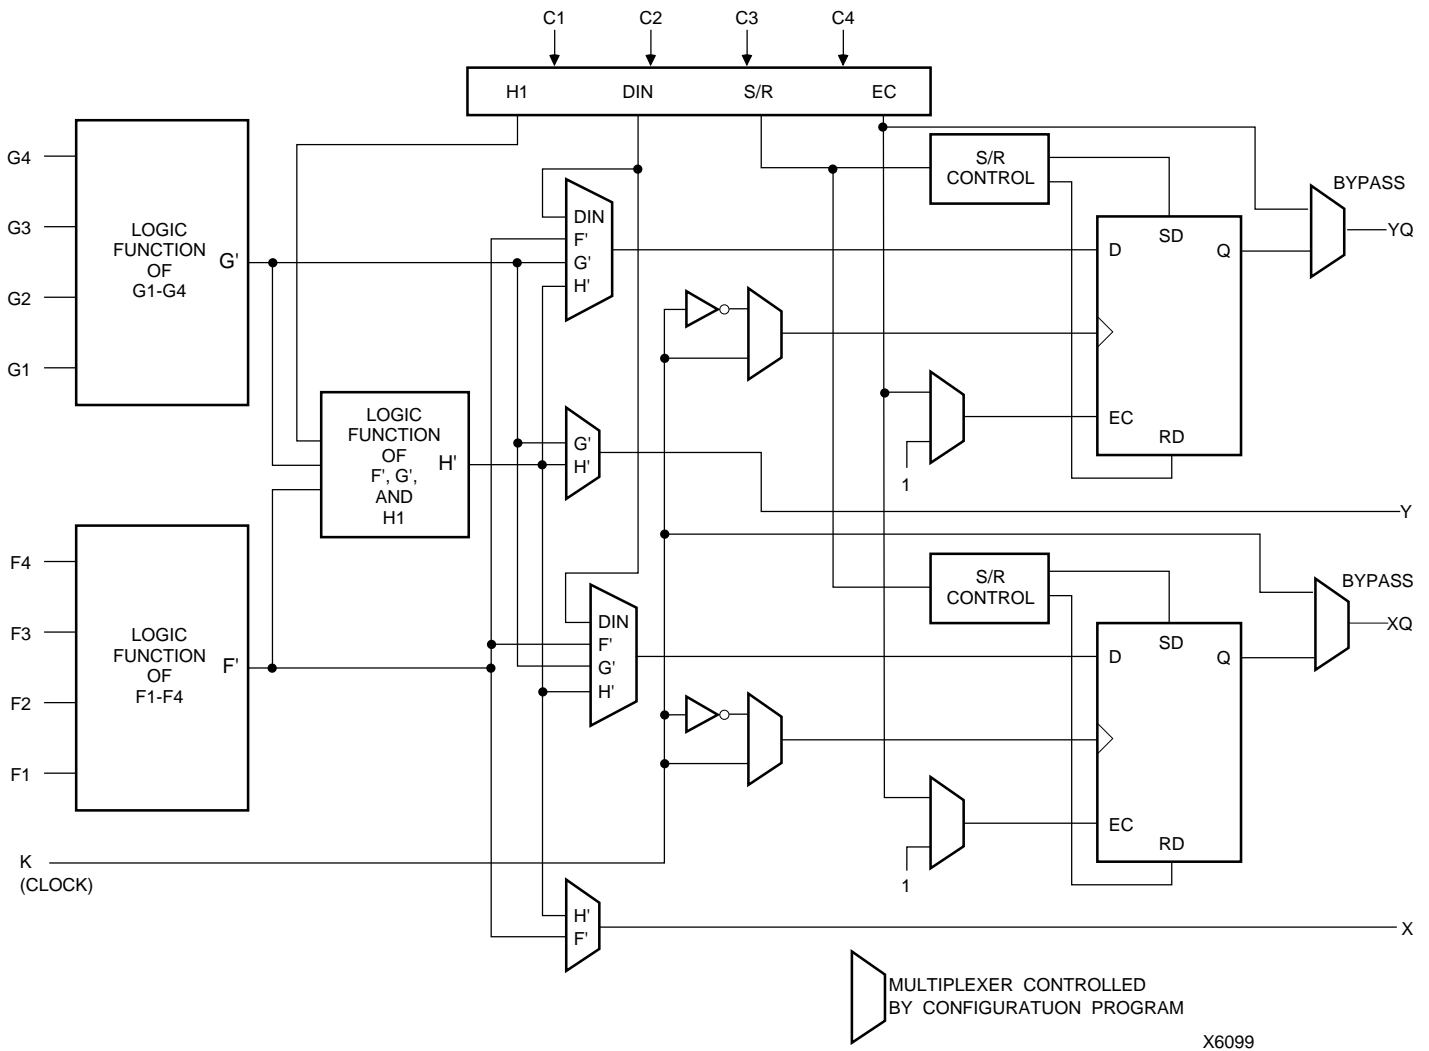 C1 C2 C3 C4
H1 DIN S/R EC
G4
G3
G2
G1
LOGIC
FUNCTION
OF
G1-G4
G'
DIN
F'
G'
H'
S/R
CONTROL
BYPASS
YQ
D
SD
Q
EC
RD
1
LOGIC
FUNCTION
OF
F', G',
AND
H1
H'
G'
H'
Y
F4
F3
F2
F1
LOGIC
FUNCTION
OF
F1-F4
F'
DIN
F'
G'
H'
S/R
CONTROL
BYPASS
XQ
D
SD
Q
EC
RD
1
K
(CLOCK)
H'
F'
X
MULTIPLEXER CONTROLLED
BY CONFIGURATUON PROGRAM
X6099